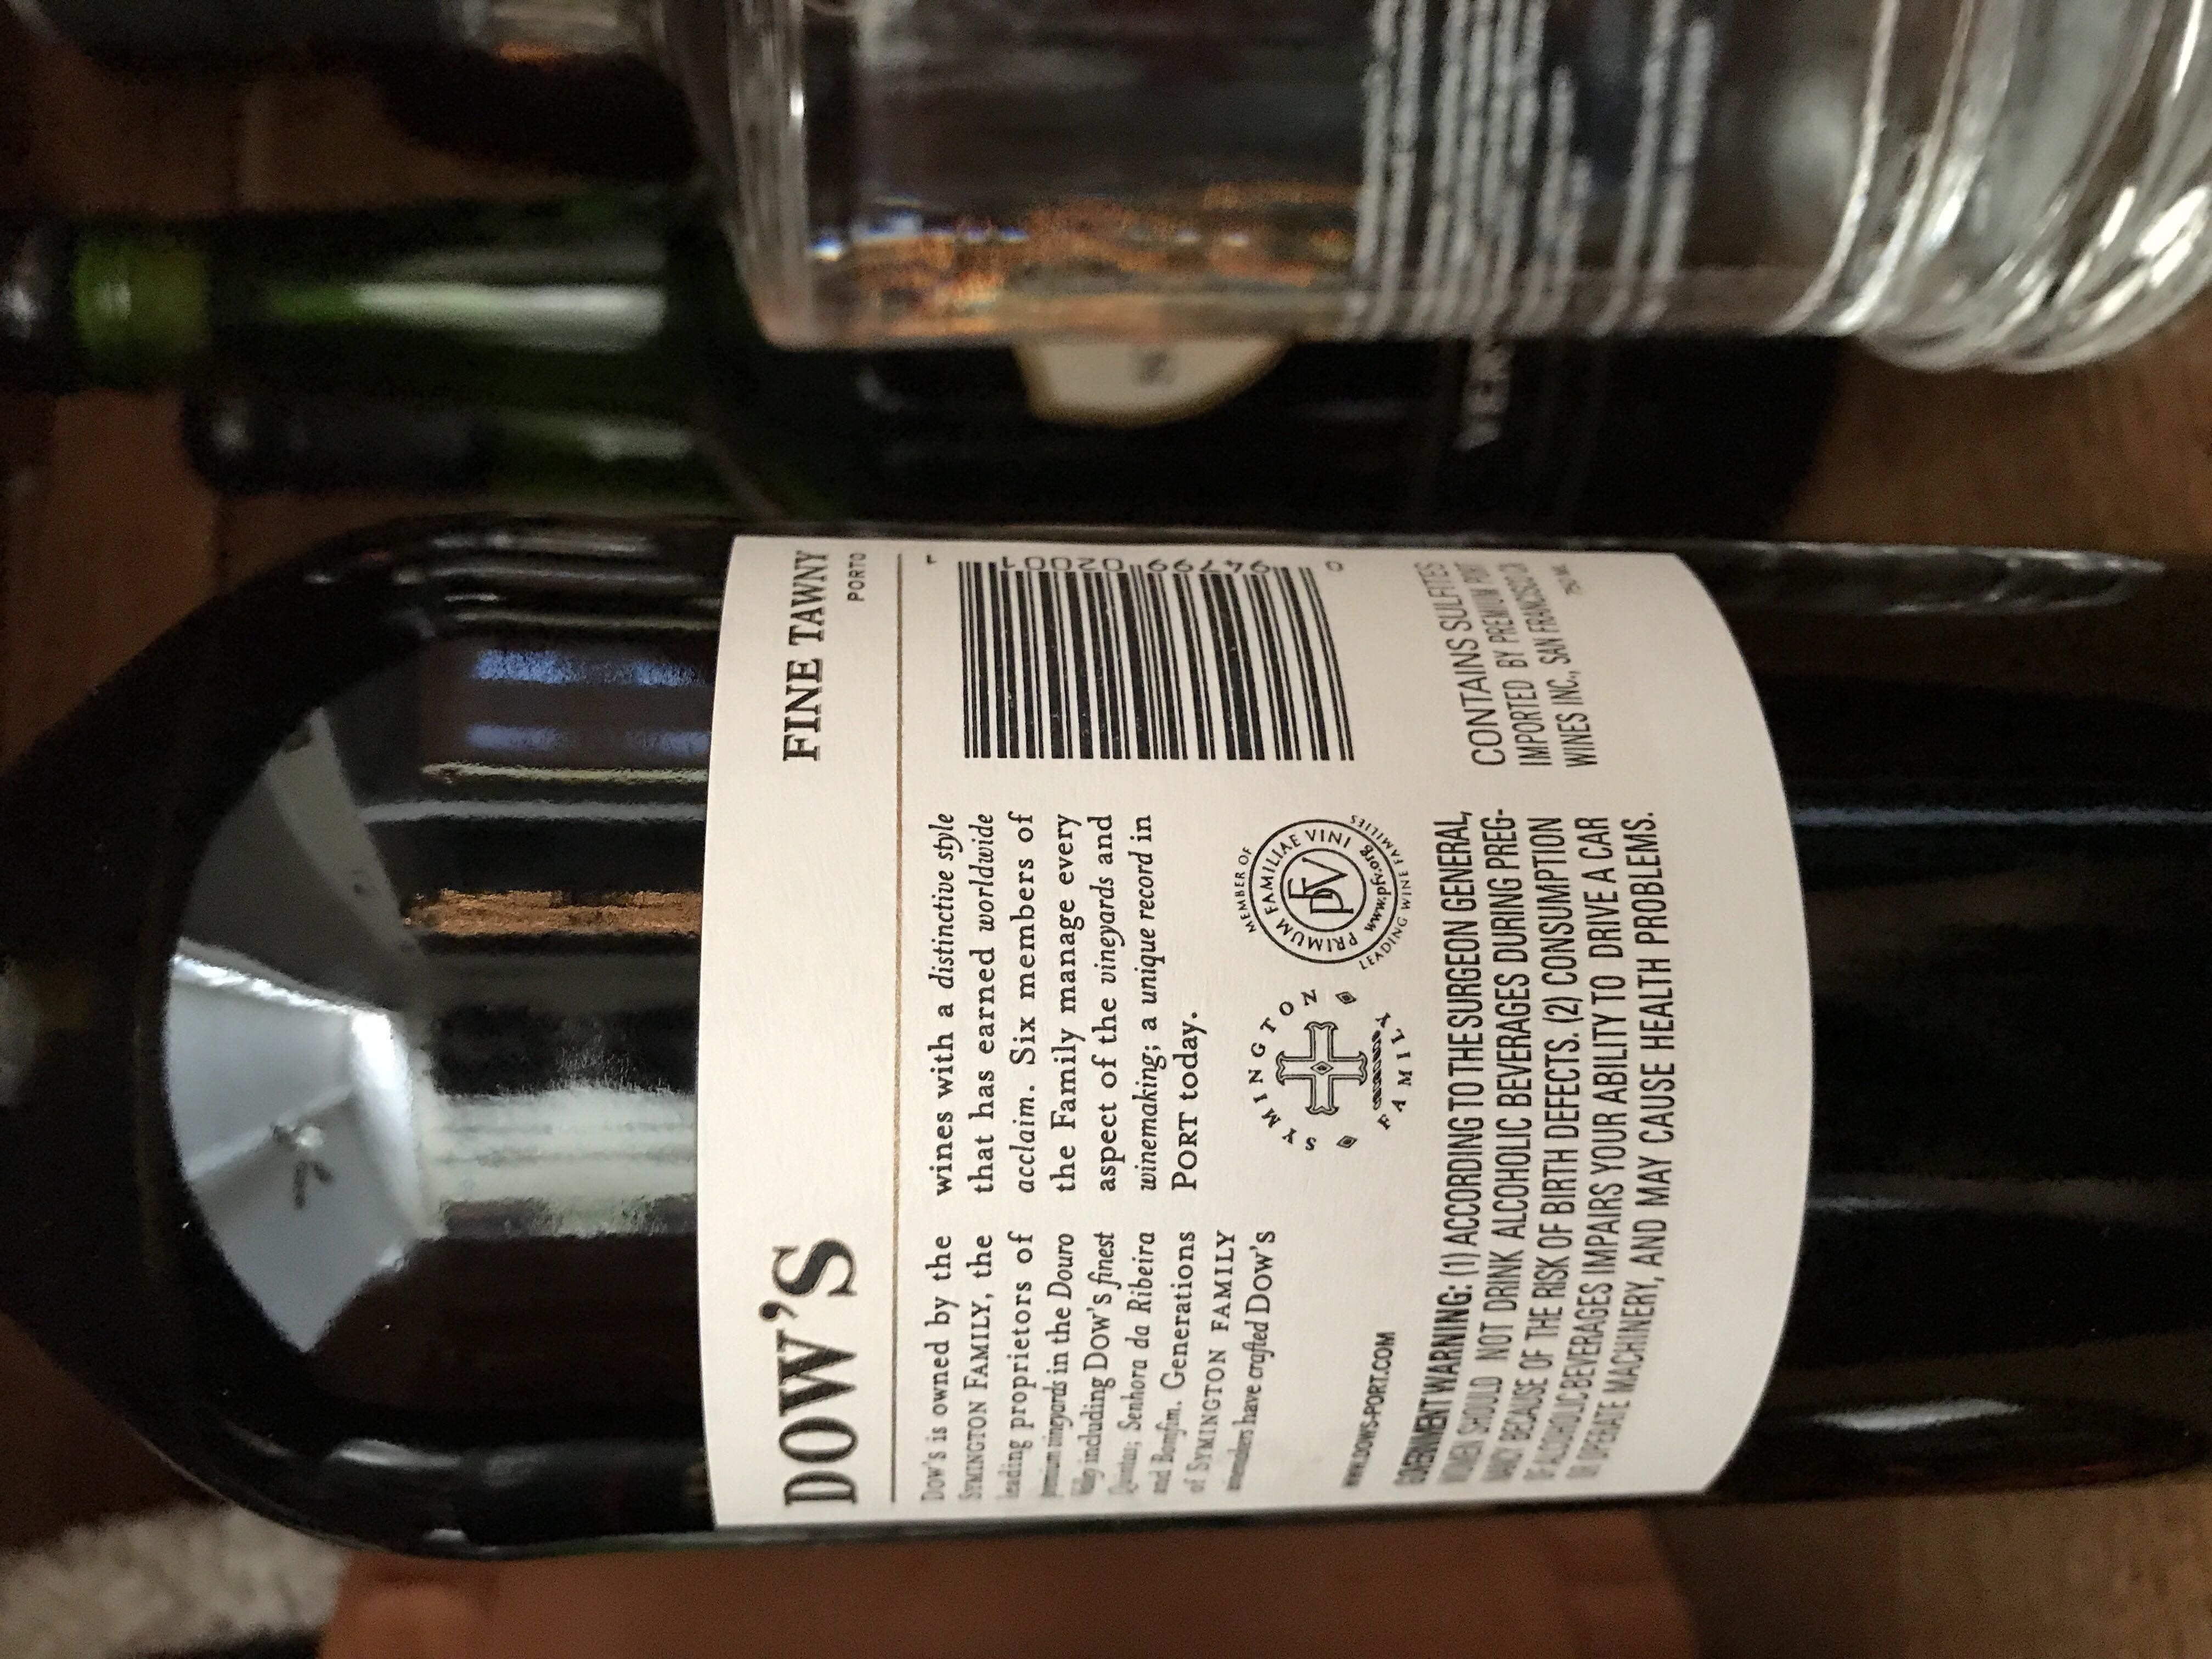 DOW'S
FINE TAWNY
PORTO
Dow's is owned by the
SYMINGTON FAMILY, the
leading proprietors of
premium vineyards in the Douro
Valley including Dow's finest
Quintas; Senhora da Ribeira
and Bomfim. Generations
of SYMINGTON FAMILY
members have crafted Dow's
wines with a distinctive style
that has earned worldwide
acclaim. Six members of
the Family manage every
aspect of the vineyards and
winemaking; a unique record in
PORT today.
SYMINGTON
FAMILY
MEMBER OF
PRIMUM FAMILIAE VINI
PFV
www.pfv.org
LEADING WINE FAMILIES
WWW.DOWS-PORT.COM
GOVERNMENT WARNING: (1) ACCORDING TO THE SURGEON GENERAL,
WOMEN SHOULD NOT DRINK ALCOHOLIC BEVERAGES DURING PREG-
NANCY BECAUSE OF THE RISK OF BIRTH DEFECTS. (2) CONSUMPTION
OF ALCOHOLIC BEVERAGES IMPAIRS YOUR ABILITY TO DRIVE A CAR
OR OPERATE MACHINERY, AND MAY CAUSE HEALTH PROBLEMS.
0 94799 02001 7
CONTAINS SULFITES
IMPORTED BY PREMIUM PORT
WINES INC., SAN FRANCISCO CA
750 ML
VER